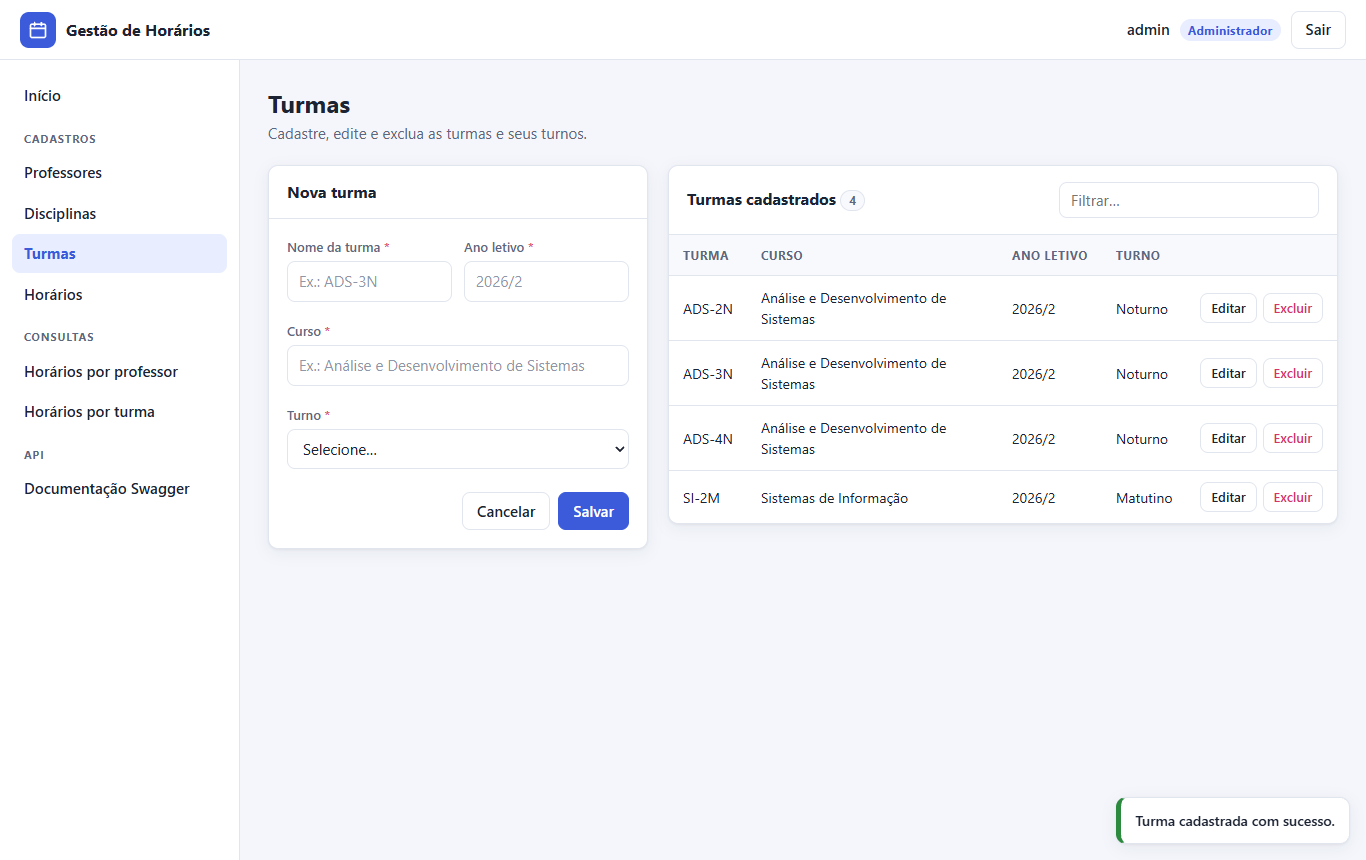 Gestão de Horários
admin Administrador Sair
Início
CADASTROS
Professores
Disciplinas
Turmas
Horários
CONSULTAS
Horários por professor
Horários por turma
API
Documentação Swagger
Turmas
Cadastre, edite e exclua as turmas e seus turnos.
Nova turma
Nome da turma * Ano letivo *
Ex.: ADS-3N 2026/2
Curso *
Ex.: Análise e Desenvolvimento de Sistemas
Turno *
Selecione...
Cancelar Salvar
Turmas cadastrados 4 Filtrar...
TURMA CURSO ANO LETIVO TURNO
ADS-2N Análise e Desenvolvimento de Sistemas 2026/2 Noturno Editar Excluir
ADS-3N Análise e Desenvolvimento de Sistemas 2026/2 Noturno Editar Excluir
ADS-4N Análise e Desenvolvimento de Sistemas 2026/2 Noturno Editar Excluir
SI-2M Sistemas de Informação 2026/2 Matutino Editar Excluir
Turma cadastrada com sucesso.